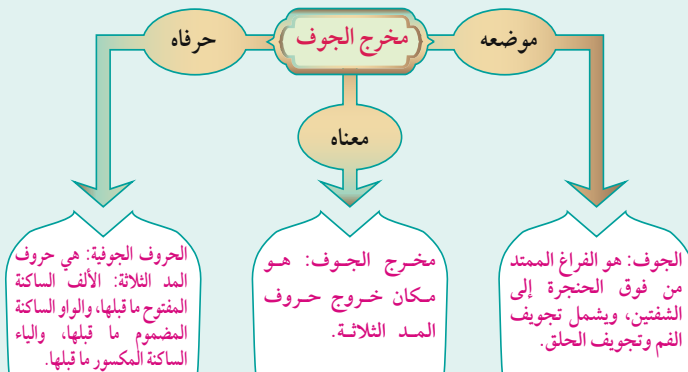 مخرج الجوف
موضعه
معناه
حرفاه
الجوف: هو الفراغ الممتد
من فوق الحنجرة إلى
الشفتين، ويشمل تجويف
الفم وتجويف الحلق.
مخرج الجوف: هو
مكان خروج حروف
المد الثلاثة.
الحروف الجوفية: هي حروف
المد الثلاثة: الألف الساكنة
المفتوح ما قبلها، والواو الساكنة
المضموم ما قبلها، والياء
الساكنة المكسور ما قبلها.